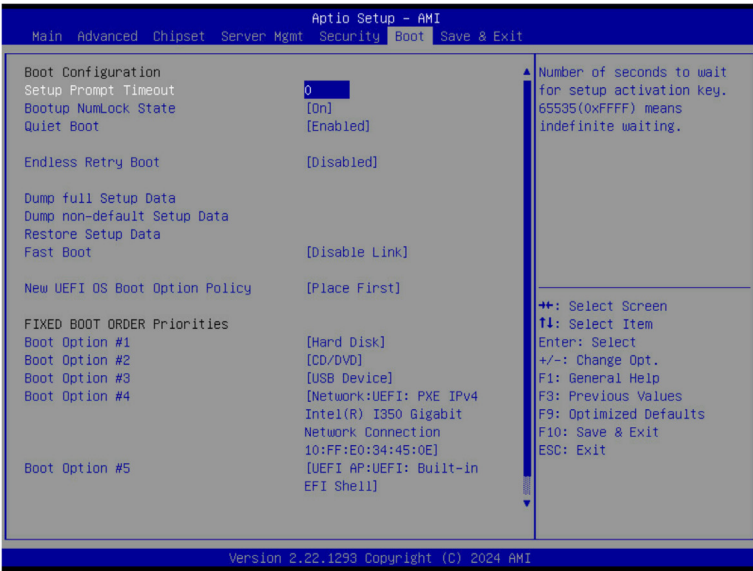 Aptio Setup – AMI
Main Advanced Chipset Server Mgmt Security Boot Save & Exit
Boot Configuration
Setup Prompt Timeout 0
Bootup NumLock State [On]
Quiet Boot [Enabled]
Endless Retry Boot [Disabled]
Dump full Setup Data
Dump non-default Setup Data
Restore Setup Data
Fast Boot [Disable Link]
New UEFI OS Boot Option Policy [Place First]
FIXED BOOT ORDER Priorities
Boot Option #1 [Hard Disk]
Boot Option #2 [CD/DVD]
Boot Option #3 [USB Device]
Boot Option #4 [Network:UEFI: PXE IPv4
Intel(R) I350 Gigabit
Network Connection
10:FF:E0:34:45:0E]
Boot Option #5 [UEFI AP:UEFI: Built-in
EFI Shell]
Number of seconds to wait
for setup activation key.
65535(0xFFFF) means
indefinite waiting.
→←: Select Screen
↑↓: Select Item
Enter: Select
+/-: Change Opt.
F1: General Help
F3: Previous Values
F9: Optimized Defaults
F10: Save & Exit
ESC: Exit
Version 2.22.1293 Copyright (C) 2024 AMI